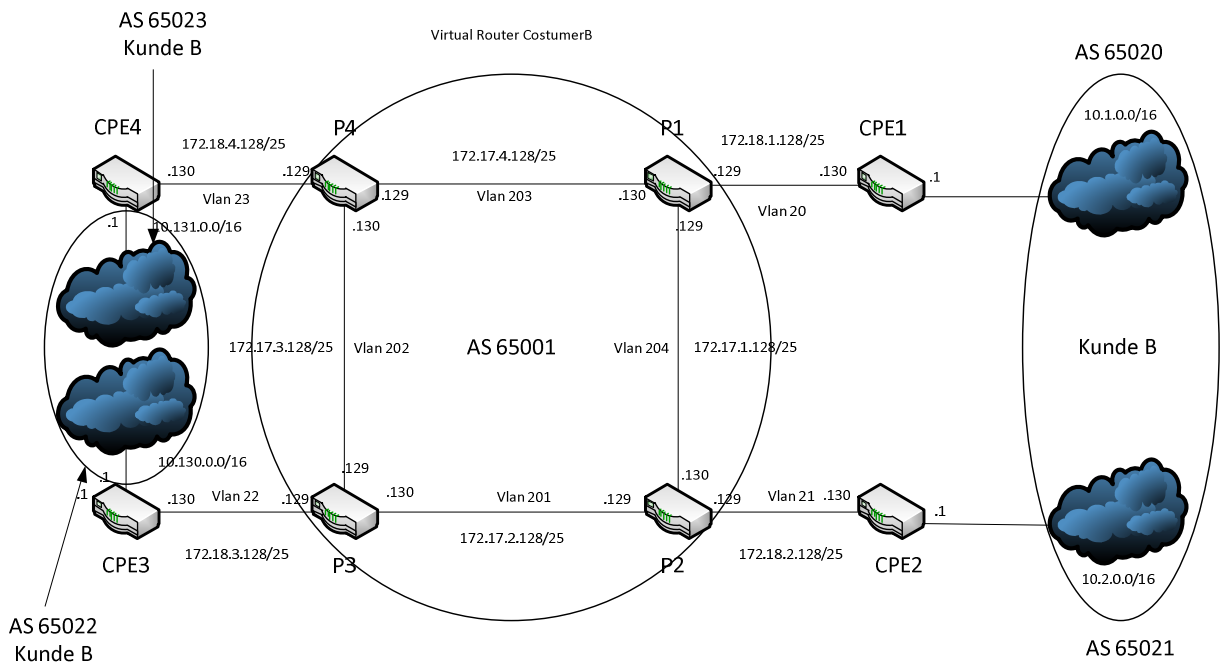 AS 65023
Kunde B
Virtual Router CostumerB
AS 65020
CPE4
172.18.4.128/25
P4
172.17.4.128/25
P1
172.18.1.128/25
CPE1
10.1.0.0/16
.130
.129
Vlan 23
.129
Vlan 203
.130
.129
Vlan 20
.130
.1
.1
10.131.0.0/16
.130
.129
172.17.3.128/25
Vlan 202
AS 65001
Vlan 204
172.17.1.128/25
Kunde B
10.130.0.0/16
.1
.1
.130
Vlan 22
.129
.129
.130
Vlan 201
.129
.130
.129
Vlan 21
.130
.1
172.18.3.128/25
172.17.2.128/25
172.18.2.128/25
CPE3
P3
P2
CPE2
10.2.0.0/16
AS 65022
Kunde B
AS 65021